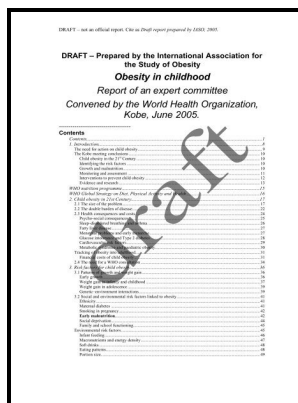 DRAFT – not an official report. Cite as Draft report prepared by IASO, 2005.
DRAFT – Prepared by the International Association for
the Study of Obesity
Obesity in childhood
Report of an expert committee
Convened by the World Health Organization,
Kobe, June 2005.
Contents
Contents
1. Introduction
The need for action on child obesity
The Kobe meeting conclusions
Child obesity in the 21st Century
Identifying the risk factors
Growth and malnutrition
Monitoring and assessment
Interventions to prevent child obesity
Evidence and research
WHO nutrition programme
WHO Global Strategy on Diet, Physical Activity and Health
2. Child obesity in 21st Century
2.1 The size of the problem
2.2 The double burden of disease
2.3 Health consequences and costs
Psycho-social consequences
Sleep-disordered breathing and asthma
Fatty liver disease
Menstrual problems and early menarche
Glucose intolerance and Type 2 diabetes
Cardiovascular risk factors
Tracking of obesity into adulthood
Financial costs of child obesity
2.4 The need for a WHO consultation
3. Risk factors for child obesity
3.1 Patterns of growth and weight gain
Early growth
Weight gain in infancy and childhood
Weight gain in adolescence
Genetic–environment interactions
3.2 Social and environmental risk factors linked to obesity
Ethnicity
Maternal diabetes
Smoking in pregnancy
Early malnutrition
Social deprivation
Family and school functioning
Environmental risk factors
Infant feeding
Macronutrients and energy density
Soft drinks
Eating patterns
Portion size
draft